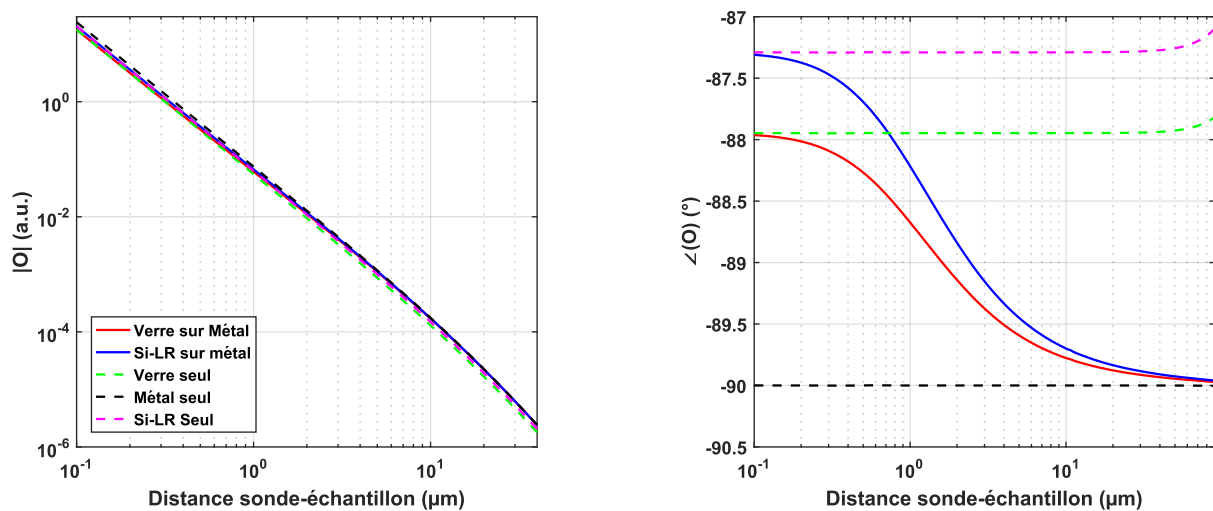 |O| (a.u.)
10^0
10^-2
10^-4
10^-6
Verre sur Métal
Si-LR sur métal
Verre seul
Métal seul
Si-LR Seul
10^-1
10^0
10^1
Distance sonde-échantillon (µm)
∠(O) (°)
-87
-87.5
-88
-88.5
-89
-89.5
-90
-90.5
10^-1
10^0
10^1
Distance sonde-échantillon (µm)